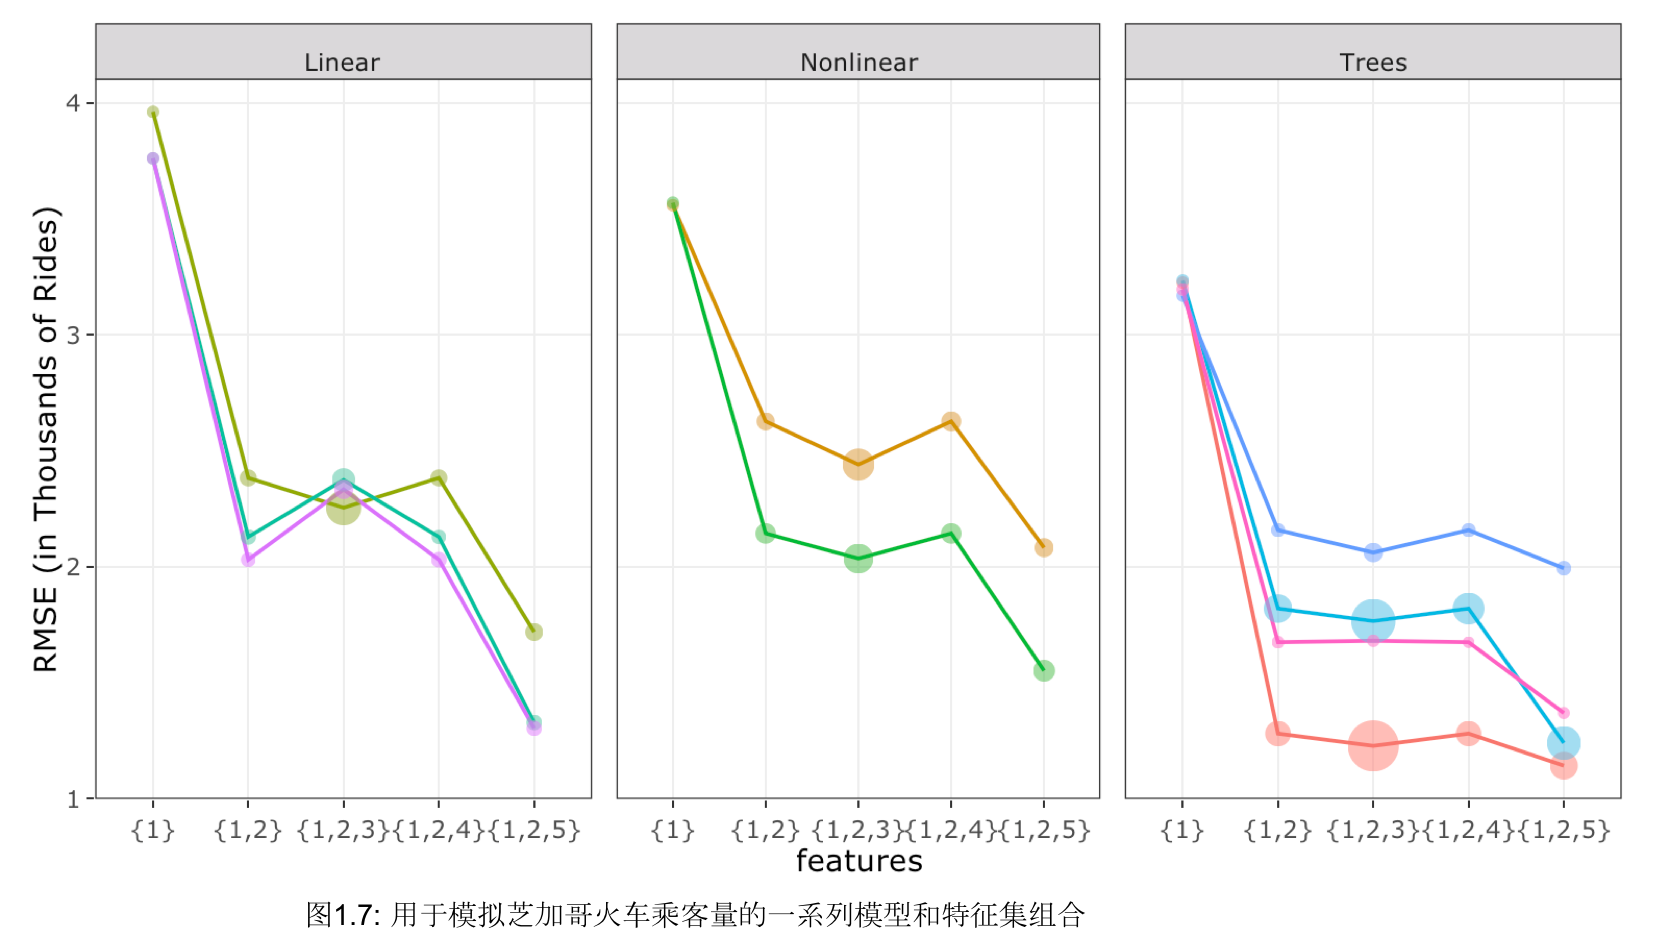 Linear
Nonlinear
Trees
RMSE (in Thousands of Rides)
4
3
2
1
{1} {1,2} {1,2,3} {1,2,4} {1,2,5}
{1} {1,2} {1,2,3} {1,2,4} {1,2,5}
{1} {1,2} {1,2,3} {1,2,4} {1,2,5}
features
图1.7: 用于模拟芝加哥火车乘客量的一系列模型和特征集组合